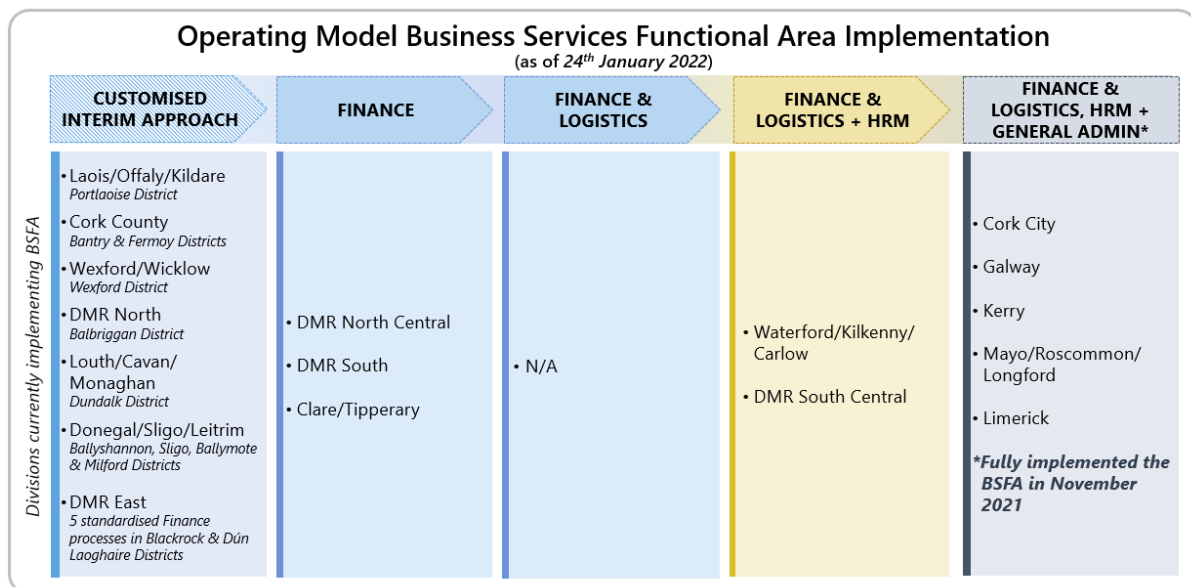 Operating Model Business Services Functional Area Implementation
(as of 24th January 2022)
CUSTOMISED
INTERIM APPROACH
FINANCE
FINANCE &
LOGISTICS
FINANCE &
LOGISTICS + HRM
FINANCE &
LOGISTICS, HRM +
GENERAL ADMIN*
Divisions currently implementing BSFA
• Laois/Offaly/Kildare
Portlaoise District
• Cork County
Bantry & Fermoy Districts
• Wexford/Wicklow
Wexford District
• DMR North
Balbriggan District
• Louth/Cavan/
Monaghan
Dundalk District
• Donegal/Sligo/Leitrim
Ballyshannon, Sligo, Ballymote
& Milford Districts
• DMR East
5 standardised Finance
processes in Blackrock & Dún
Laoghaire Districts
• DMR North Central
• DMR South
• Clare/Tipperary
• N/A
• Waterford/Kilkenny/
Carlow
• DMR South Central
• Cork City
• Galway
• Kerry
• Mayo/Roscommon/
Longford
• Limerick
*Fully implemented the
BSFA in November
2021